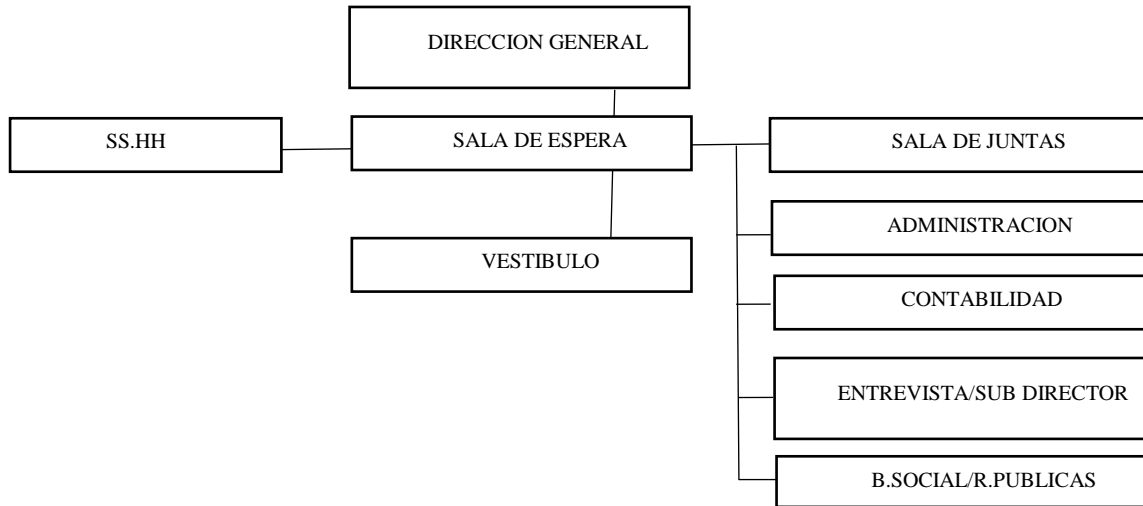 DIRECCION GENERAL
SS.HH
SALA DE ESPERA
SALA DE JUNTAS
ADMINISTRACION
VESTIBULO
CONTABILIDAD
ENTREVISTA/SUB DIRECTOR
B.SOCIAL/R.PUBLICAS